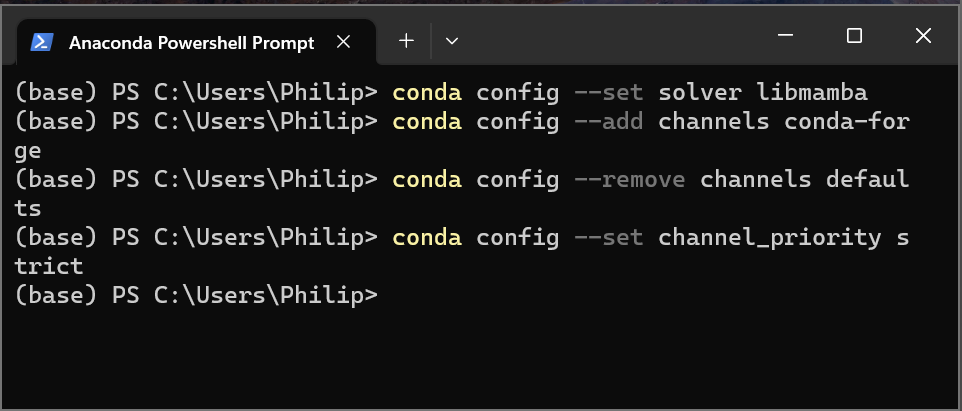 Anaconda Powershell Prompt
(base) PS C:\Users\Philip> conda config --set solver libmamba
(base) PS C:\Users\Philip> conda config --add channels conda-for
ge
(base) PS C:\Users\Philip> conda config --remove channels defaul
ts
(base) PS C:\Users\Philip> conda config --set channel_priority s
trict
(base) PS C:\Users\Philip>